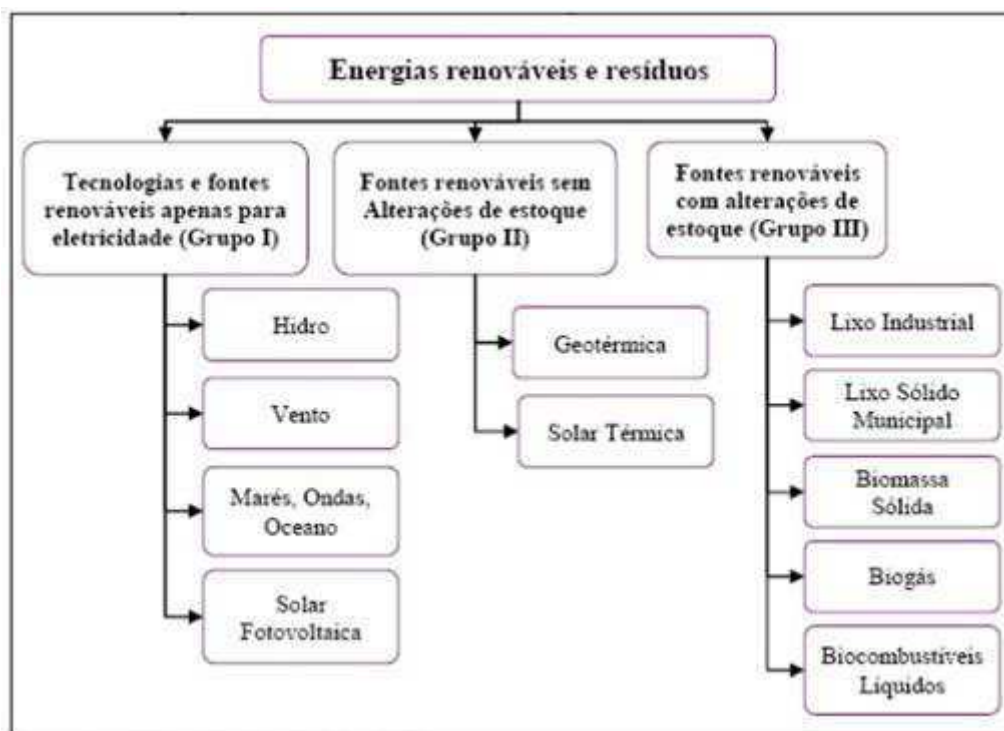 Energias renováveis e resíduos
Tecnologias e fontes
renováveis apenas para
eletricidade (Grupo I)
Hidro
Vento
Marés, Ondas,
Oceano
Solar
Fotovoltaica
Fontes renováveis sem
Alterações de estoque
(Grupo II)
Geotérmica
Solar Térmica
Fontes renováveis
com alterações de
estoque (Grupo III)
Lixo Industrial
Lixo Sólido
Municipal
Biomassa
Sólida
Biogás
Biocombustíveis
Líquidos